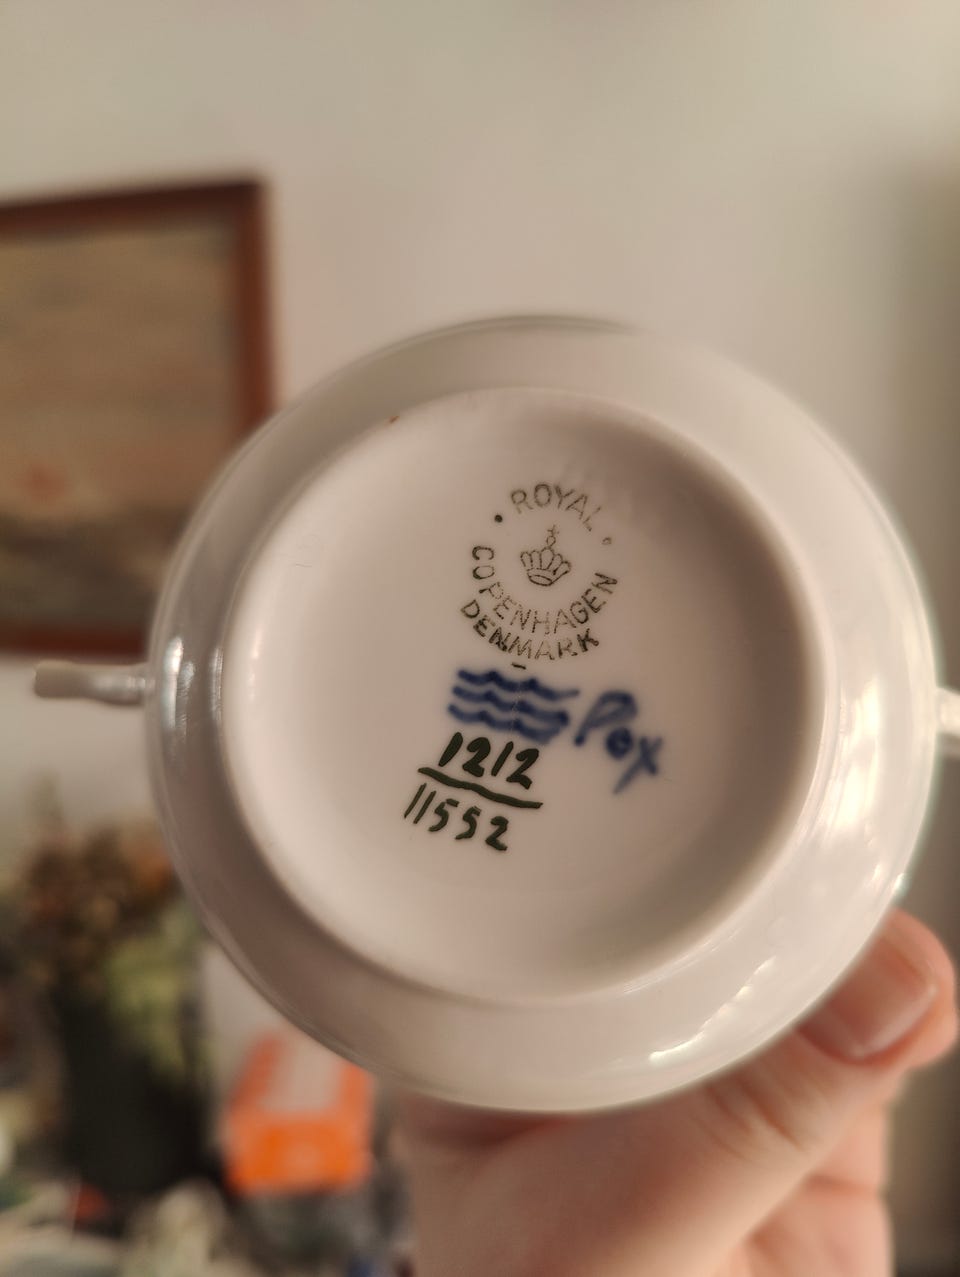 ROYAL
COPENHAGEN
DENMARK
1212
11552